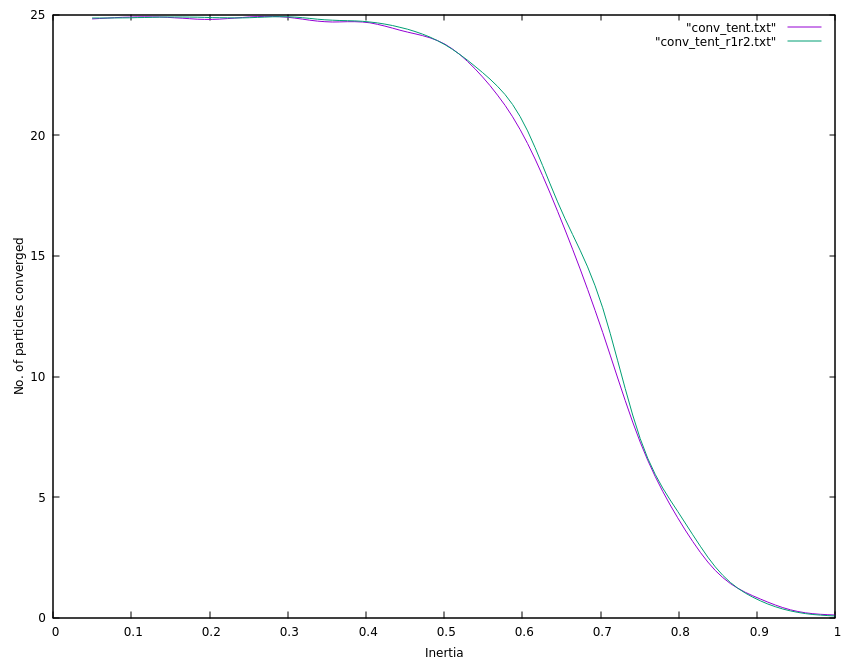 25
20
15
10
5
0
No. of particles converged
"conv_tent.txt"
"conv_tent_r1r2.txt"
0 0.1 0.2 0.3 0.4 0.5 0.6 0.7 0.8 0.9 1
Inertia